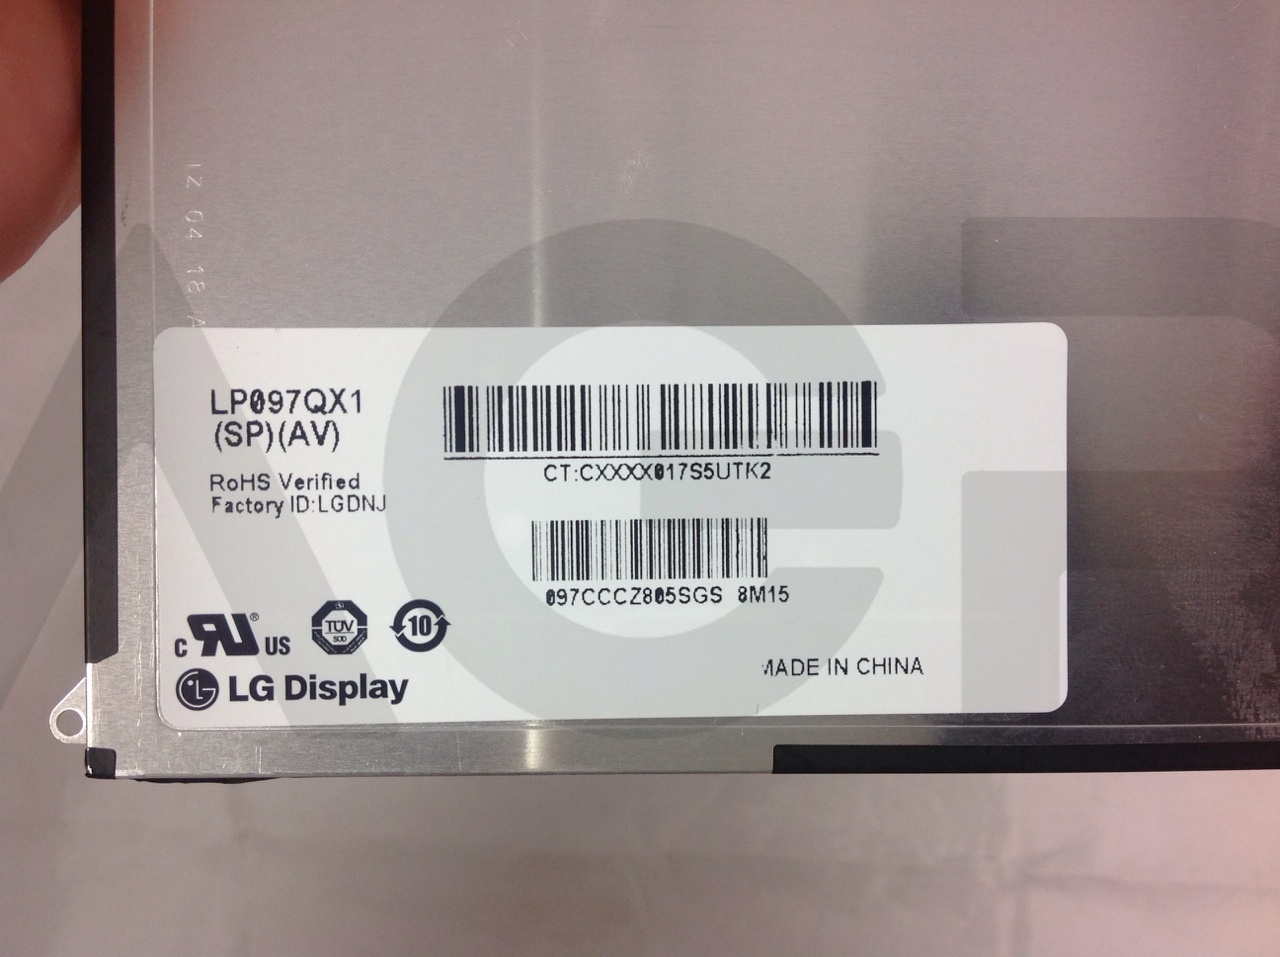 IZ 04 18 A
LP097QX1
(SP)(AV)
RoHS Verified
Factory ID:LGDNJ
CT:CXXXX017S5UTK2
097CCCZ805SGS 8M15
C RU ® US
TÜV
SÜD
10
LG Display
MADE IN CHINA